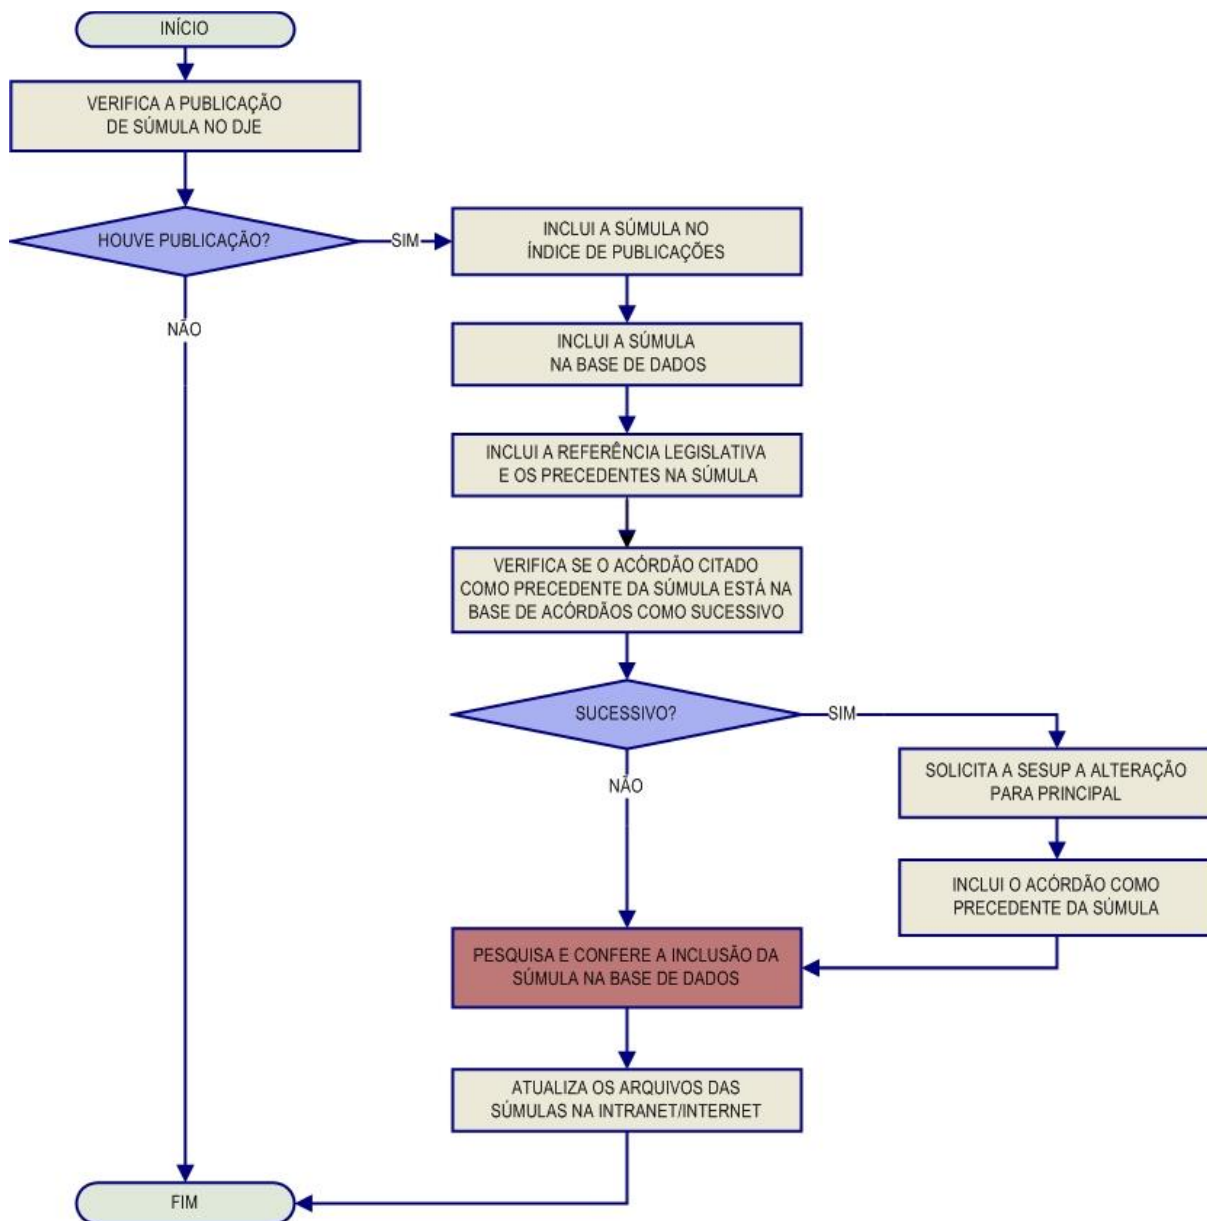 INÍCIO
VERIFICA A PUBLICAÇÃO
DE SÚMULA NO DJE
HOUVE PUBLICAÇÃO?
SIM
INCLUI A SÚMULA NO
ÍNDICE DE PUBLICAÇÕES
NÃO
INCLUI A SÚMULA
NA BASE DE DADOS
INCLUI A REFERÊNCIA LEGISLATIVA
E OS PRECEDENTES NA SÚMULA
VERIFICA SE O ACÓRDÃO CITADO
COMO PRECEDENTE DA SÚMULA ESTÁ NA
BASE DE ACÓRDÃOS COMO SUCESSIVO
SUCESSIVO?
SIM
SOLICITA A SESUP A ALTERAÇÃO
PARA PRINCIPAL
NÃO
INCLUI O ACÓRDÃO COMO
PRECEDENTE DA SÚMULA
PESQUISA E CONFERE A INCLUSÃO DA
SÚMULA NA BASE DE DADOS
ATUALIZA OS ARQUIVOS DAS
SÚMULAS NA INTRANET/INTERNET
FIM